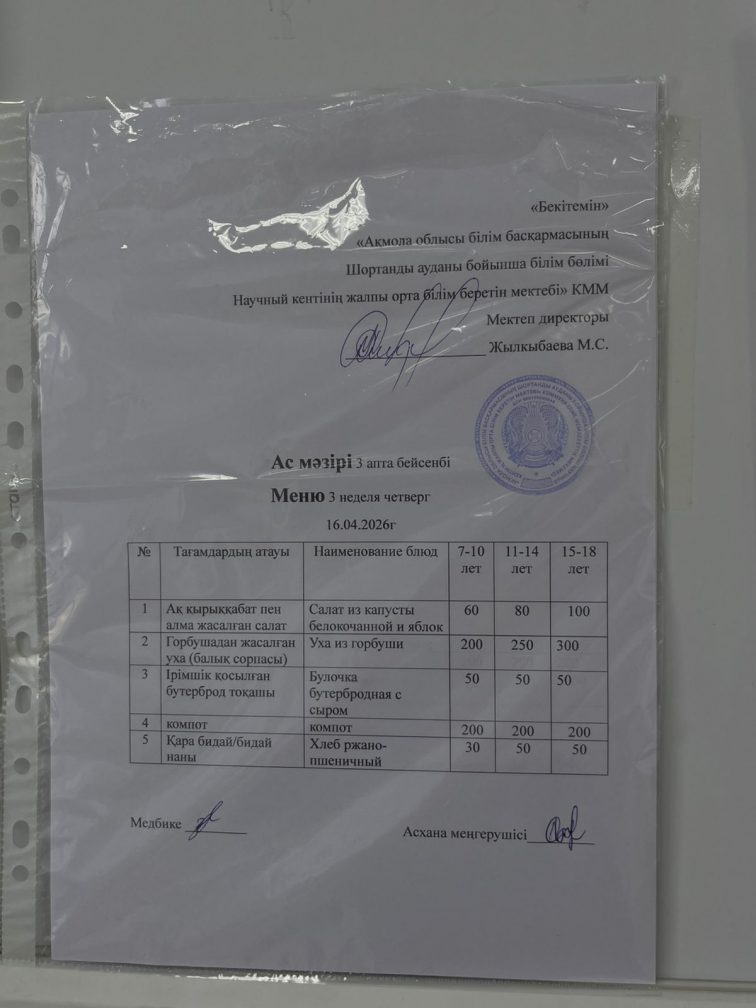 «Бекітемін»
«Ақмола облысы білім басқармасының
Шортанды ауданы бойынша білім бөлімі
Научный кентінің жалпы орта білім беретін мектебі» КММ
Мектеп директоры
Жылкыбаева М.С.
Ас мәзірі 3 апта бейсенбі
Меню 3 неделя четверг
16.04.2026г
№ Тағамдардың атауы Наименование блюд 7-10 11-14 15-18
лет лет лет
1 Ақ қырыққабат пен Салат из капусты 60 80 100
алма жасалған салат белокочанной и яблок
2 Горбушадан жасалған Уха из горбуши 200 250 300
уха (балық сорпасы)
3 Ірімшік қосылған Булочка 50 50 50
бутерброд тоқашы бутербродная с
сыром
4 компот компот 200 200 200
5 Қара бидай/бидай Хлеб ржано- 30 50 50
наны пшеничный
Медбике
Асхана меңгерушісі